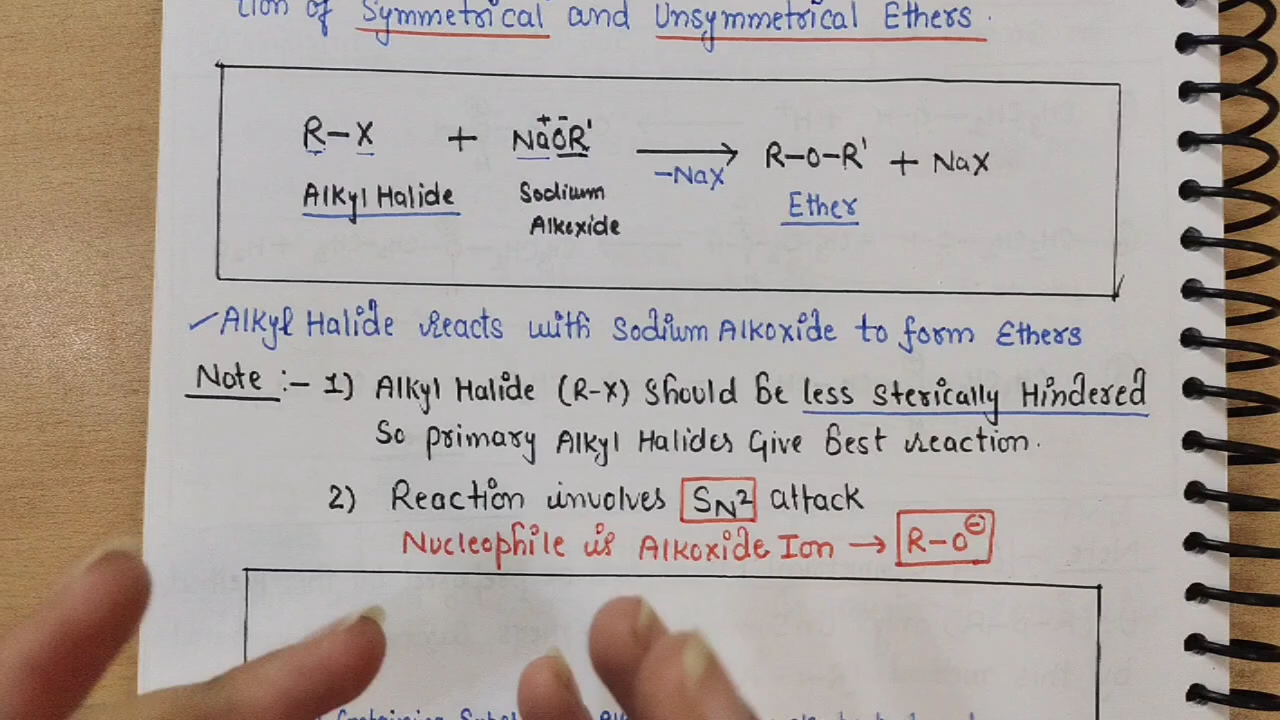 tion of Symmetrical and Unsymmetrical Ethers.
R-X + Na⁺O⁻R' ⟶ R-O-R' + NaX
-NaX
Alkyl Halide Sodium Alkoxide Ether
✓Alkyl Halide reacts with Sodium Alkoxide to form Ethers
Note :- 1) Alkyl Halide (R-X) Should be less sterically Hindered
So primary Alkyl Halides Give Best reaction.
2) Reaction involves SN² attack
Nucleophile is Alkoxide Ion → R-O⊖